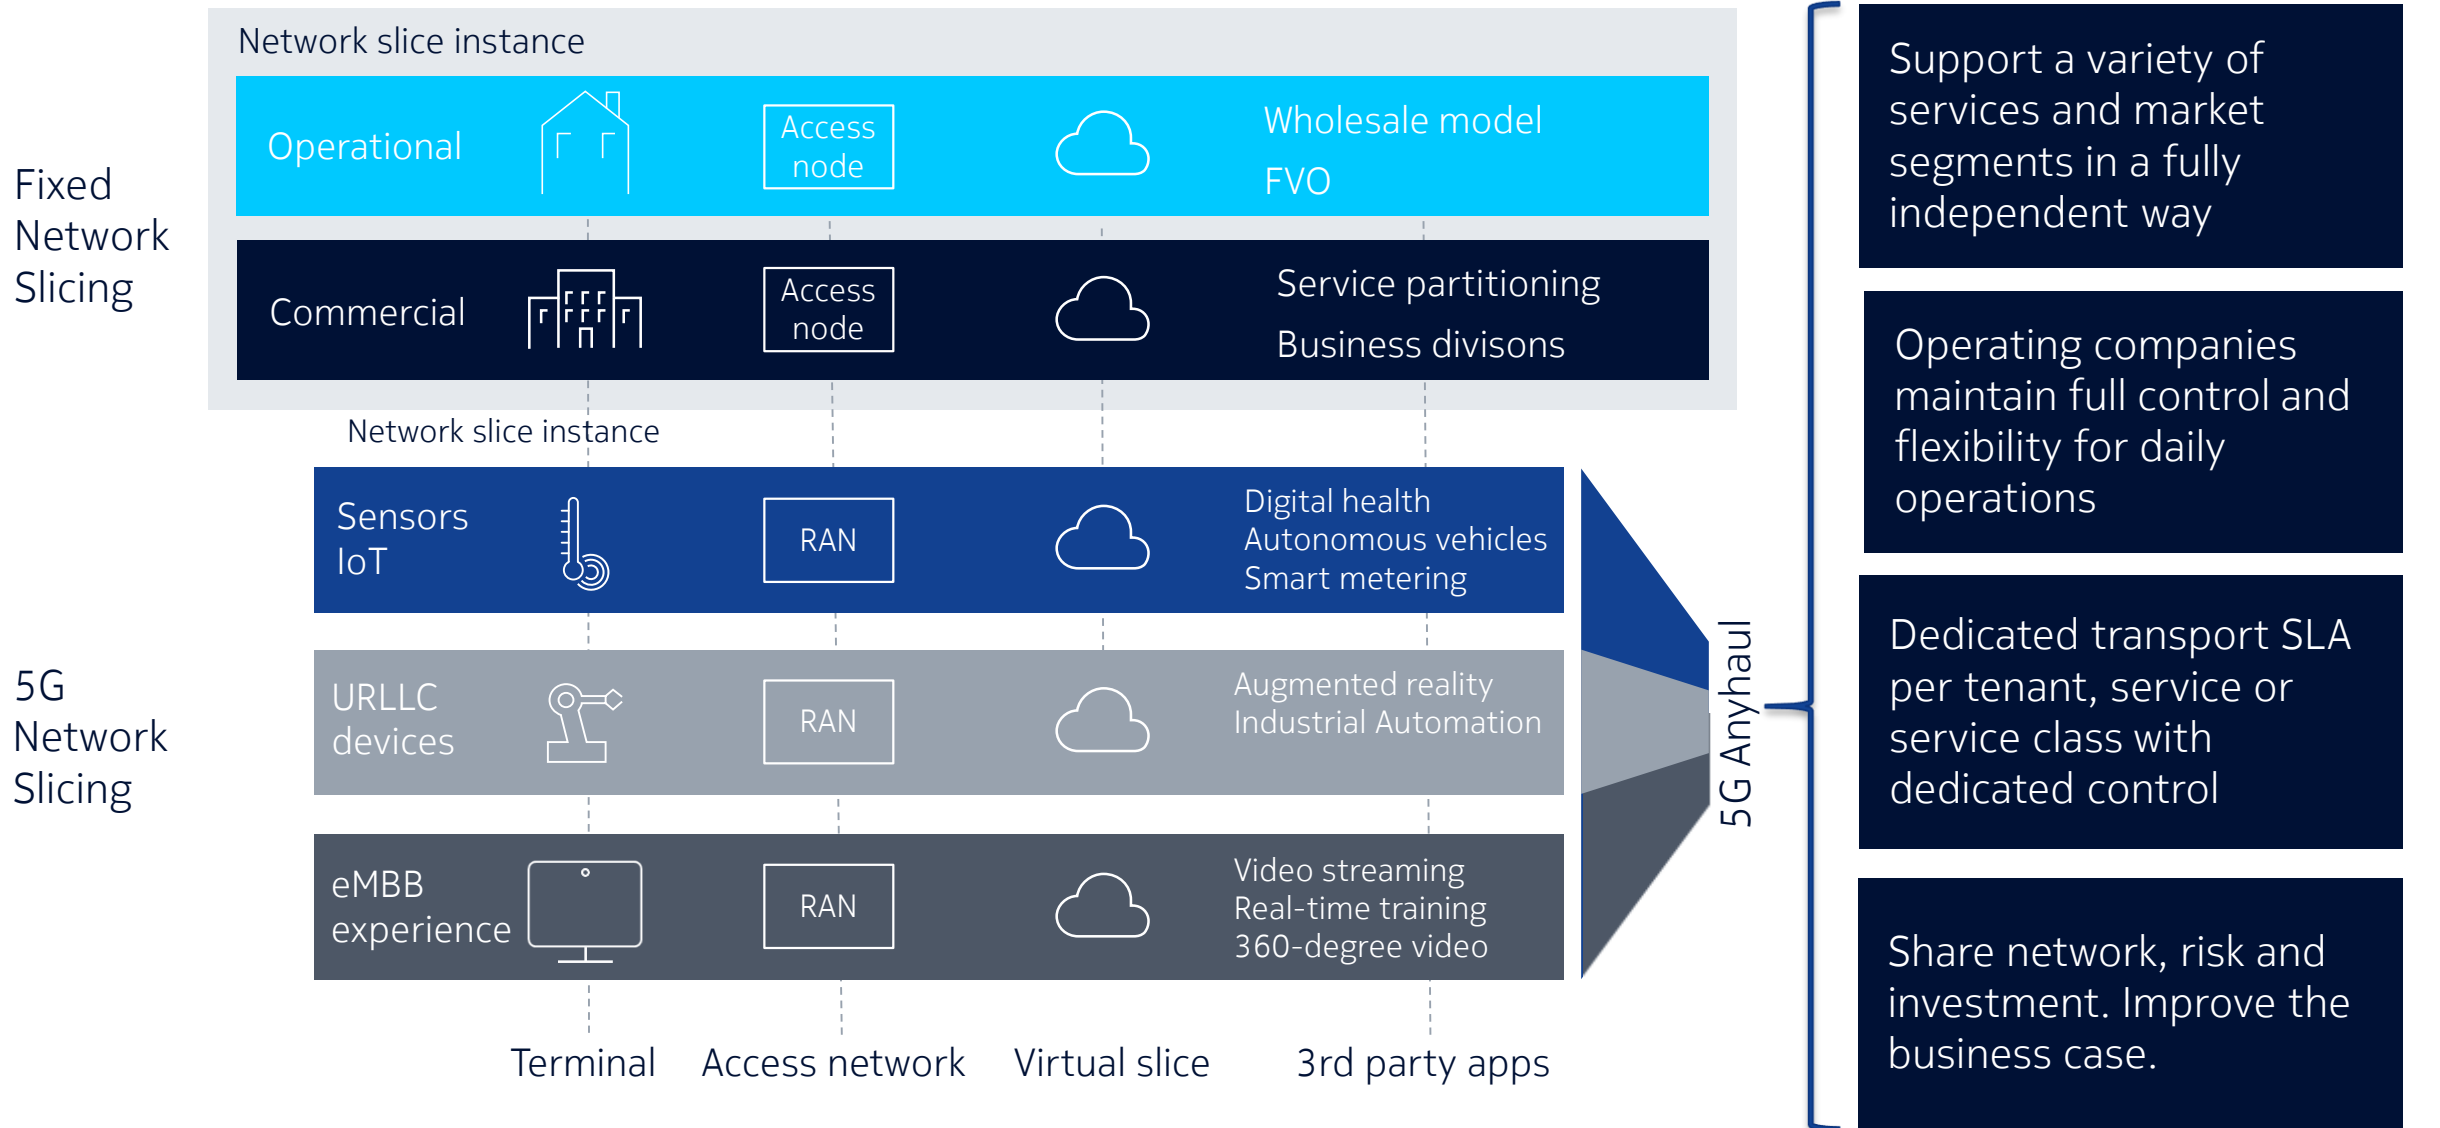 Network slice instance
Fixed
Network
Slicing
Operational
Access
node
Wholesale model
FVO
Commercial
Access
node
Service partitioning
Business divisons
Network slice instance
5G
Network
Slicing
Sensors
IoT
RAN
Digital health
Autonomous vehicles
Smart metering
URLLC
devices
RAN
Augmented reality
Industrial Automation
eMBB
experience
RAN
Video streaming
Real-time training
360-degree video
5G Anyhaul
Terminal
Access network
Virtual slice
3rd party apps
Support a variety of
services and market
segments in a fully
independent way
Operating companies
maintain full control and
flexibility for daily
operations
Dedicated transport SLA
per tenant, service or
service class with
dedicated control
Share network, risk and
investment. Improve the
business case.